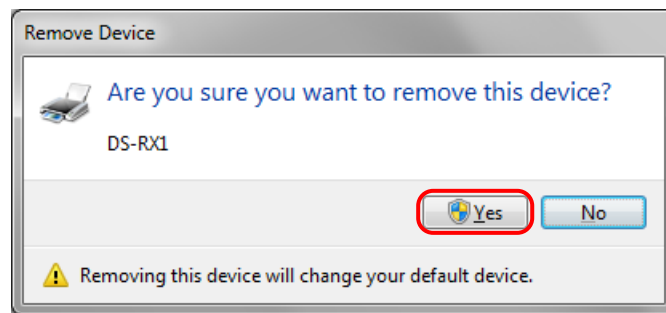 Remove Device
Are you sure you want to remove this device?
DS-RX1
Yes No
Removing this device will change your default device.